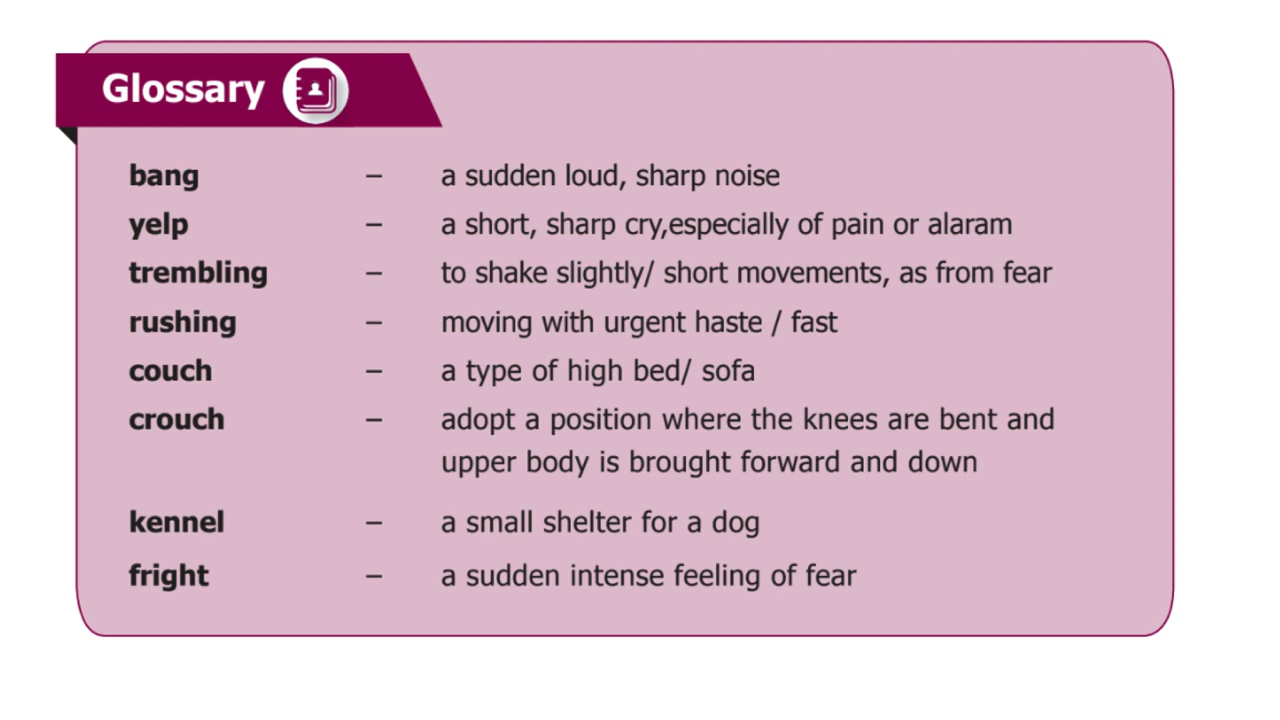 Glossary
bang – a sudden loud, sharp noise
yelp – a short, sharp cry,especially of pain or alaram
trembling – to shake slightly/ short movements, as from fear
rushing – moving with urgent haste / fast
couch – a type of high bed/ sofa
crouch – adopt a position where the knees are bent and
upper body is brought forward and down
kennel – a small shelter for a dog
fright – a sudden intense feeling of fear